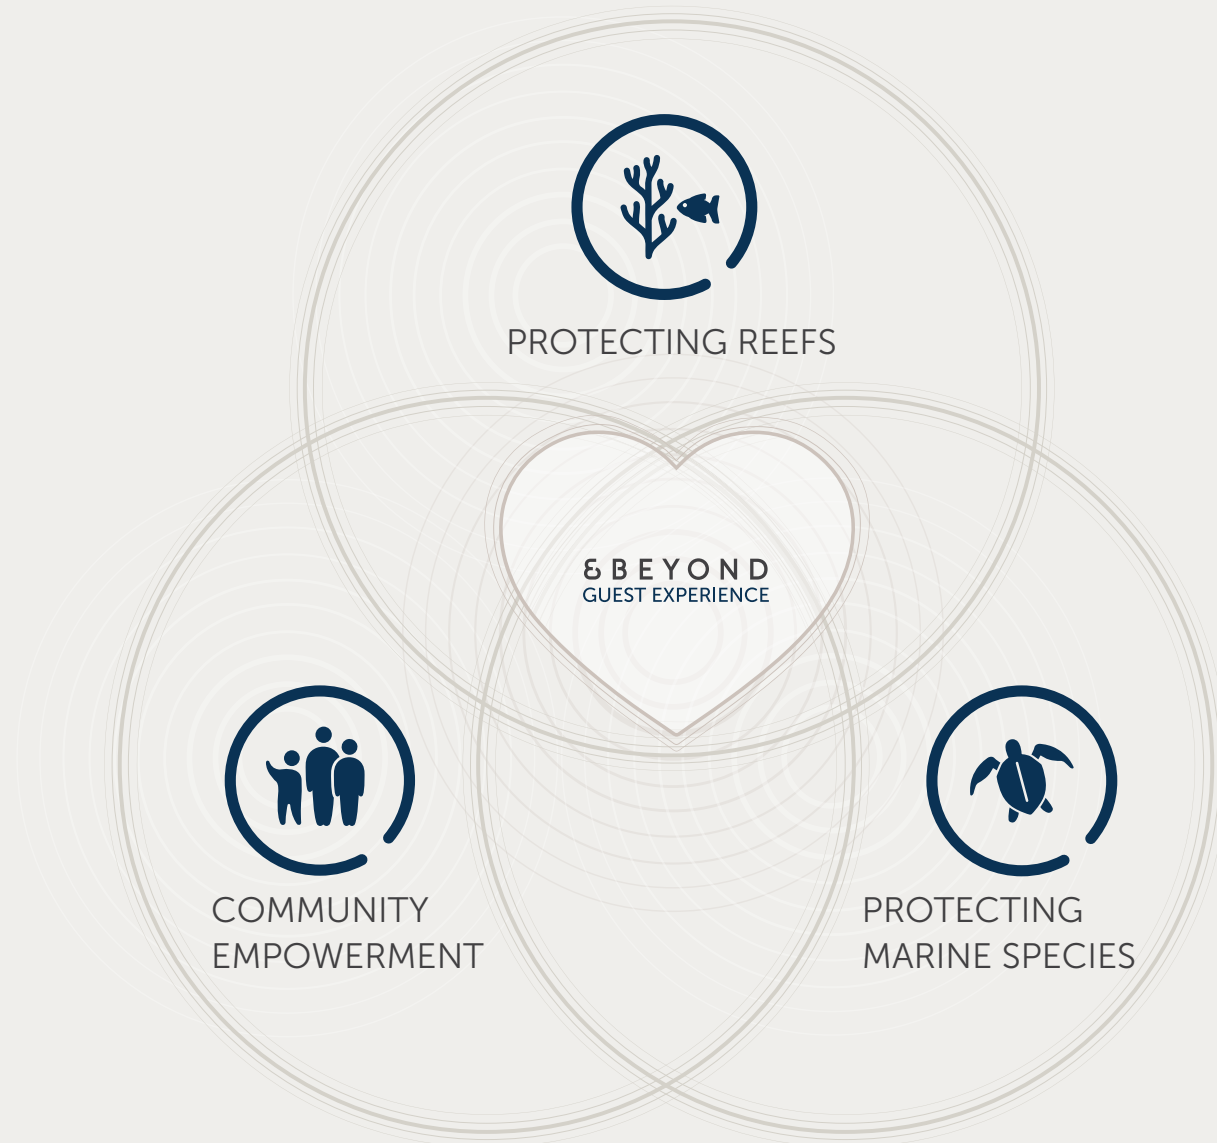 PROTECTING REEFS
&BEYOND
GUEST EXPERIENCE
COMMUNITY
EMPOWERMENT
PROTECTING
MARINE SPECIES